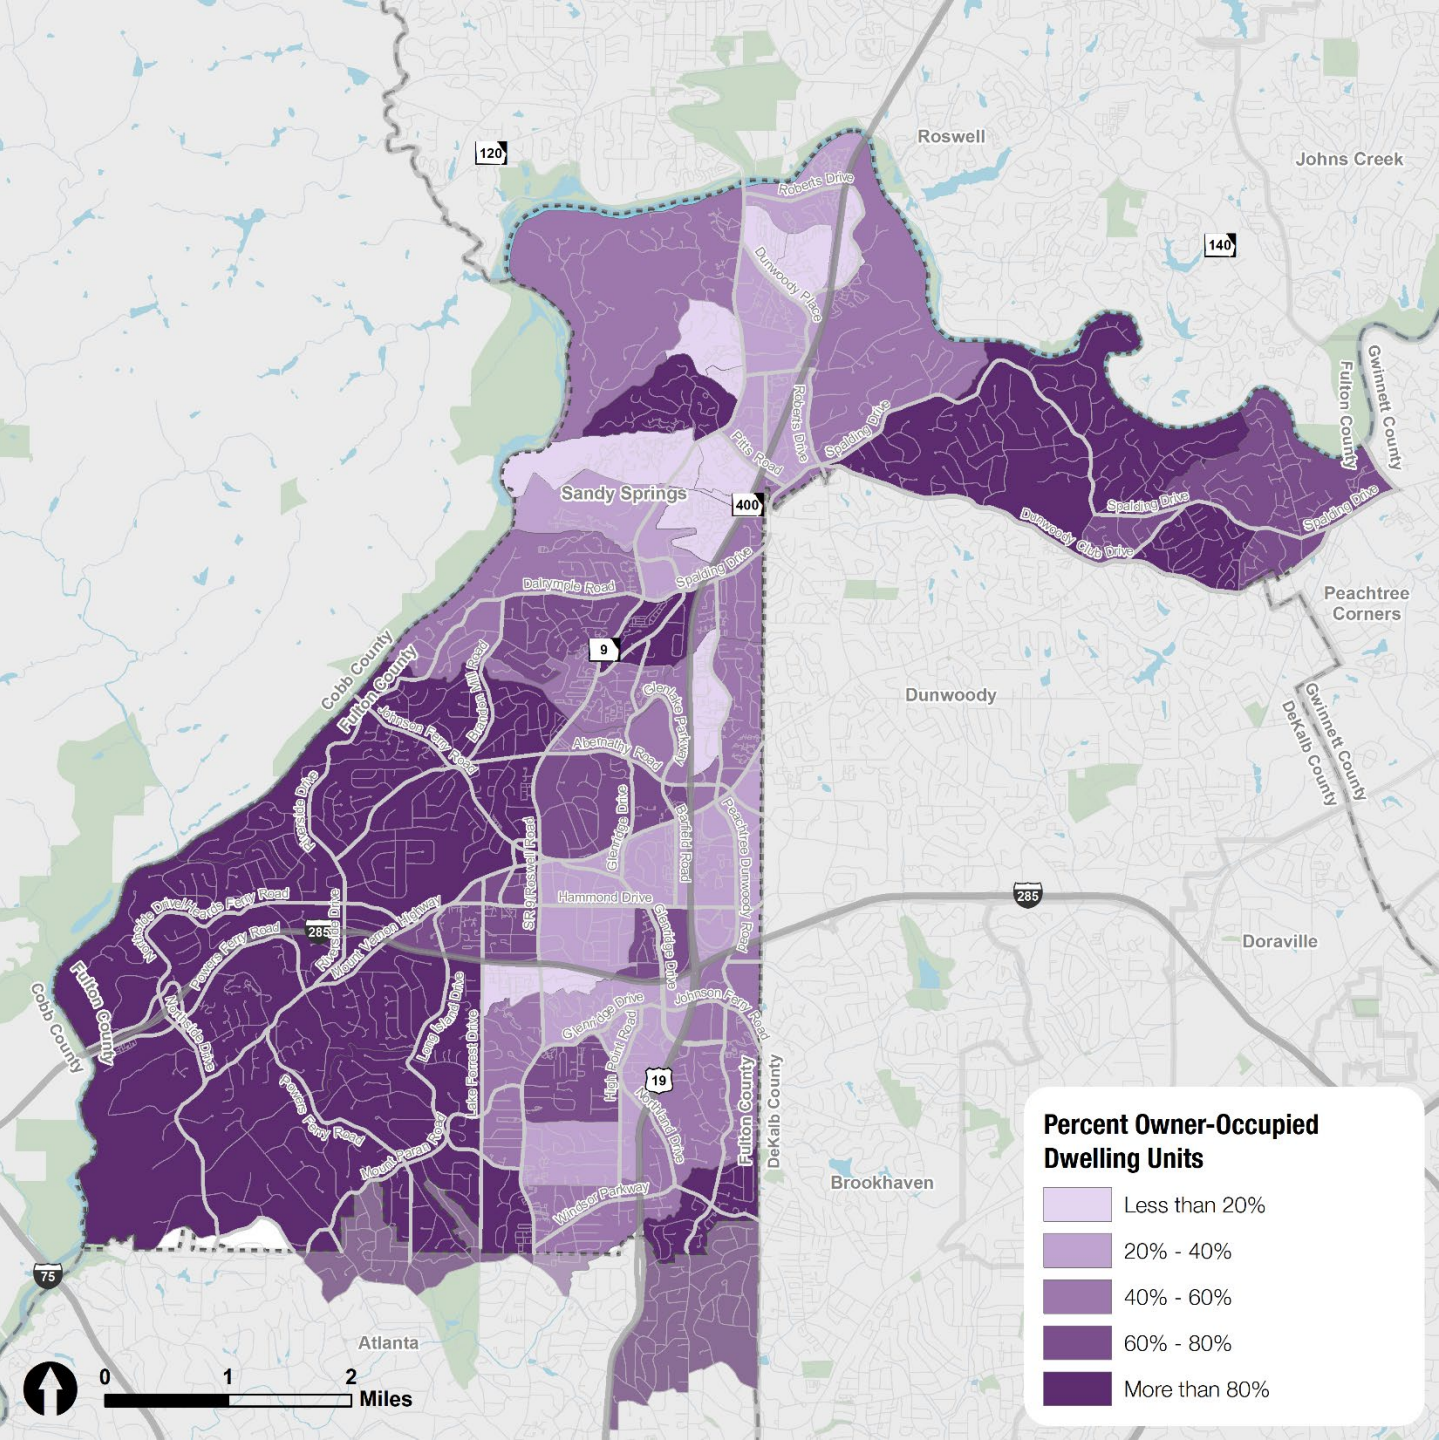 Roswell
120
Johns Creek
Roberts Drive
140
Dunwoody Place
Gwinnett County
Fulton County
Roberts Drive
Spalding Drive
Pitts Road
Sandy Springs
400
Spalding Drive
Spalding Drive
Dunwoody Club Drive
Spalding Drive
Dalrymple Road
Peachtree
Corners
9
Cobb County
Fulton County
Brandon Mill Road
Glenlake Parkway
Dunwoody
Gwinnett County
DeKalb County
Johnson Ferry Road
Abernathy Road
Riverside Drive
Glenridge Drive
Barfield Road
Peachtree Dunwoody Road
SR 9/Roswell Road
Hammond Drive
285
Northside Drive/Heards Ferry Road
Riverside Drive
Mount Vernon Highway
285
Powers Ferry Road
Glenridge Drive
Doraville
Fulton County
Cobb County
Northside Drive
Long Island Drive
Lake Forrest Drive
Glenridge Drive
Johnson Ferry Road
High Point Road
19
Northland Drive
Fulton County
DeKalb County
Powers Ferry Road
Mount Paran Road
Windsor Parkway
Brookhaven
75
Atlanta
0 1 2
Miles
Percent Owner-Occupied
Dwelling Units
Less than 20%
20% - 40%
40% - 60%
60% - 80%
More than 80%